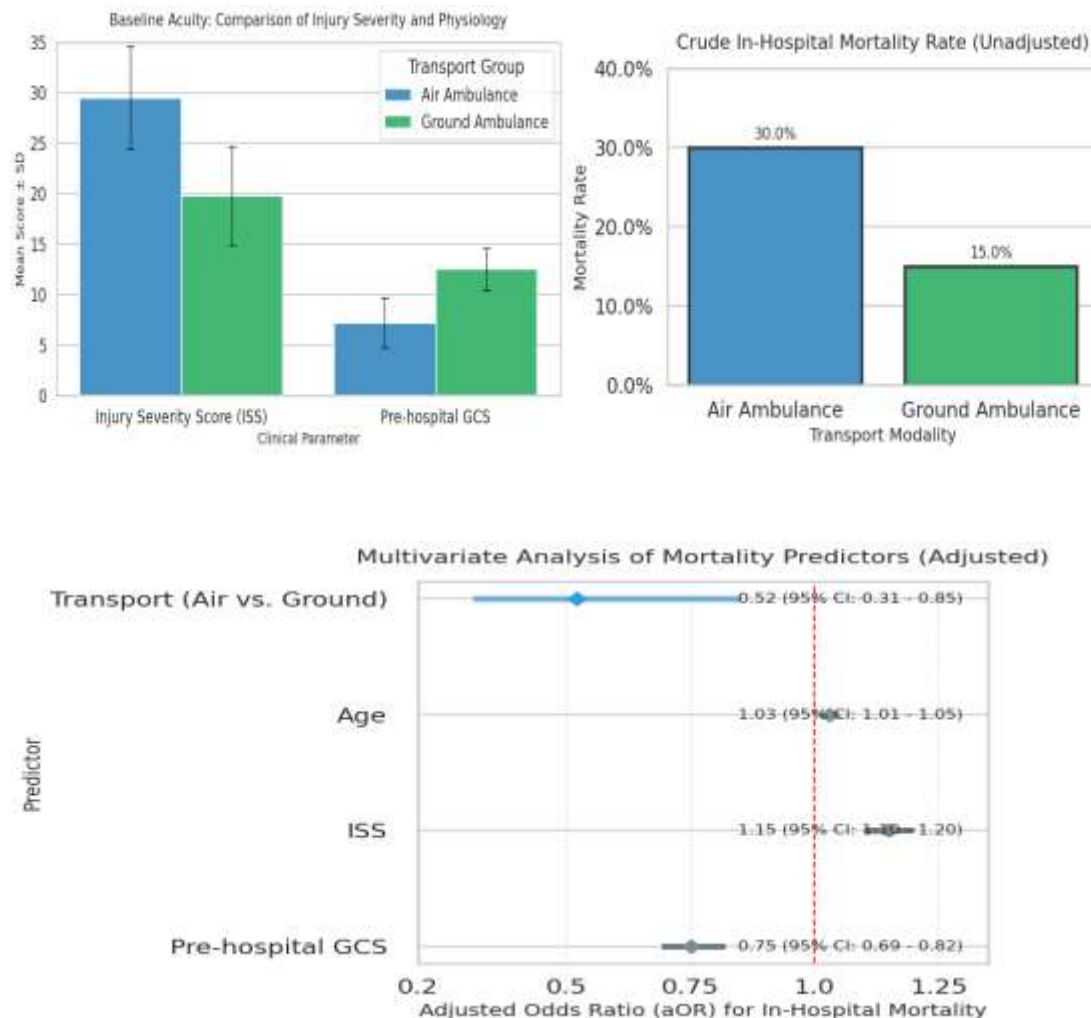 Baseline Acuity: Comparison of Injury Severity and Physiology
35
30
25
20
15
10
5
0
Mean Score ± SD
Transport Group
Air Ambulance
Ground Ambulance
Injury Severity Score (ISS)
Pre-hospital GCS
Clinical Parameter
Crude In-Hospital Mortality Rate (Unadjusted)
40.0%
30.0%
20.0%
10.0%
0.0%
Mortality Rate
30.0%
15.0%
Air Ambulance
Ground Ambulance
Transport Modality
Multivariate Analysis of Mortality Predictors (Adjusted)
Predictor
Transport (Air vs. Ground)
0.52 (95% CI: 0.31 - 0.85)
Age
1.03 (95% CI: 1.01 - 1.05)
ISS
1.15 (95% CI: - 1.20)
Pre-hospital GCS
0.75 (95% CI: 0.69 - 0.82)
0.2
0.5
0.75
1.0
1.25
Adjusted Odds Ratio (aOR) for In-Hospital Mortality